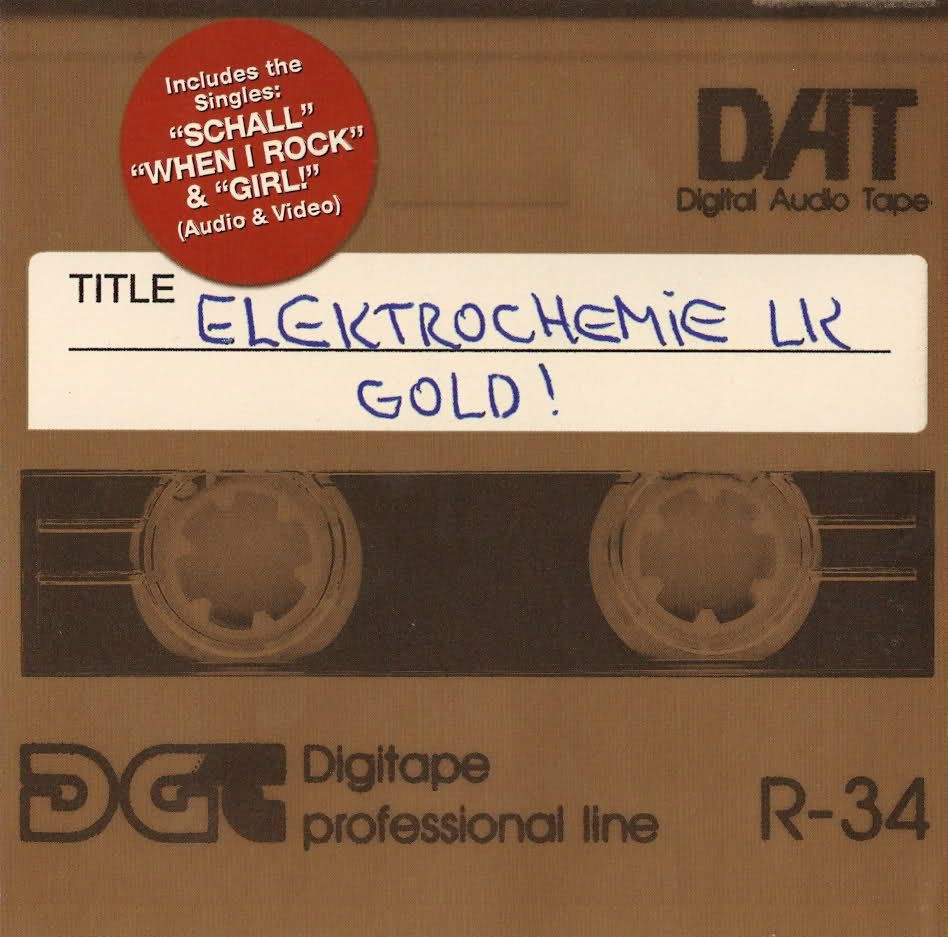 Includes the
Singles:
“SCHALL”
“WHEN I ROCK”
& “GIRL!”
(Audio & Video)
DAT
Digital Audio Tape
TITLE ELEKTROCHEMiE LK
GOLD!
DGT Digitape
professional line
R-34